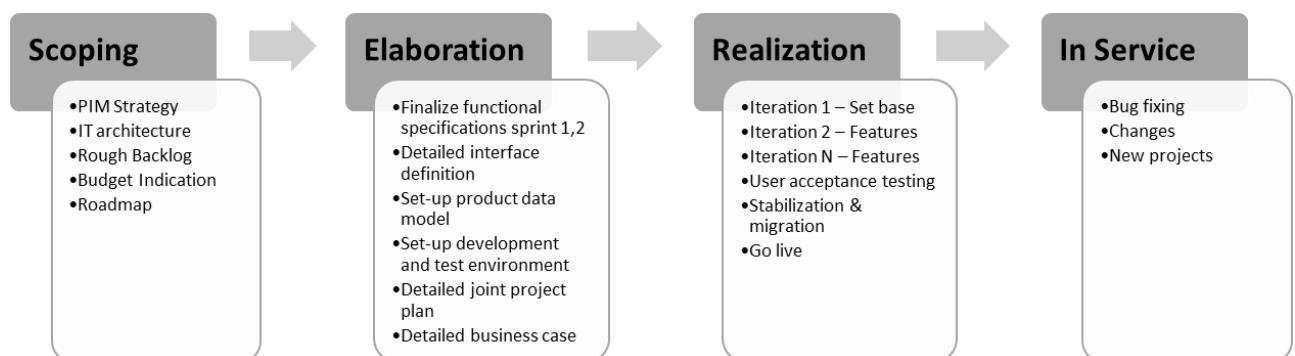 Scoping
•PIM Strategy
•IT architecture
•Rough Backlog
•Budget Indication
•Roadmap
Elaboration
•Finalize functional
specifications sprint 1,2
•Detailed interface
definition
•Set-up product data
model
•Set-up development
and test environment
•Detailed joint project
plan
•Detailed business case
Realization
•Iteration 1 – Set base
•Iteration 2 – Features
•Iteration N – Features
•User acceptance testing
•Stabilization &
migration
•Go live
In Service
•Bug fixing
•Changes
•New projects